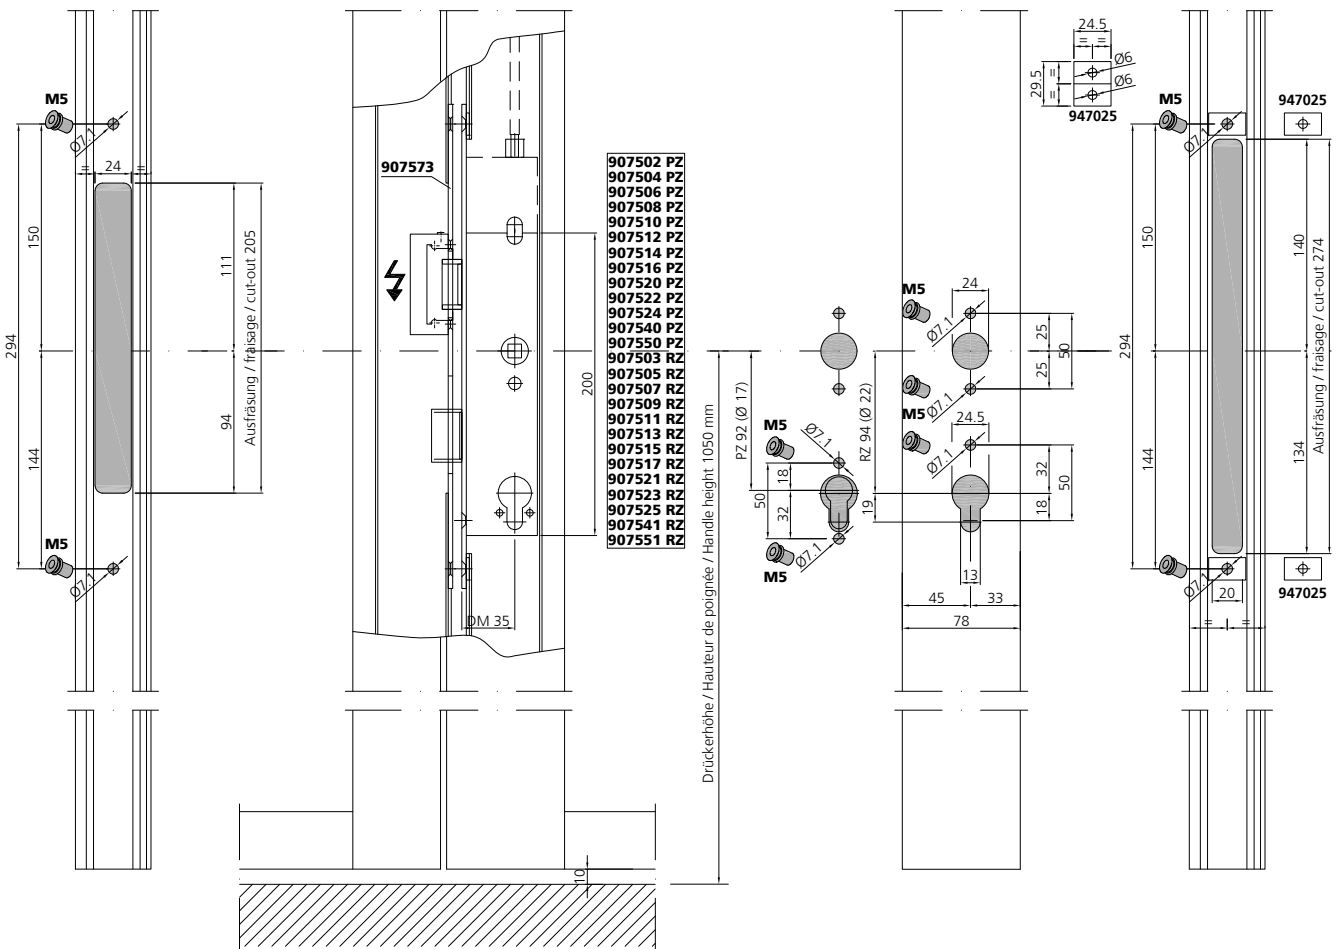 M5
Ø7.1
=
24
=
294
150
144
111
94
Ausfräsung / fraisage / cut-out 205
M5
Ø7.1
907573
200
DM 35
10
907502 PZ
907504 PZ
907506 PZ
907508 PZ
907510 PZ
907512 PZ
907514 PZ
907516 PZ
907520 PZ
907522 PZ
907524 PZ
907540 PZ
907550 PZ
907503 RZ
907505 RZ
907507 RZ
907509 RZ
907511 RZ
907513 RZ
907515 RZ
907517 RZ
907521 RZ
907523 RZ
907525 RZ
907541 RZ
907551 RZ
Drückerhöhe / Hauteur de poignée / Handle height 1050 mm
PZ 92 (Ø 17)
M5
Ø7.1
18
50
32
Ø7.1
M5
RZ 94 (Ø 22)
19
M5
24
Ø7.1
25
50
25
M5
Ø7.1
M5
24.5
Ø7.1
32
50
18
13
45
33
78
24.5
=
=
Ø6
29.5
=
=
Ø6
947025
M5
947025
Ø7.1
294
150
144
140
134
Ausfräsung / fraisage / cut-out 274
M5
Ø7.1
20
947025
=
=